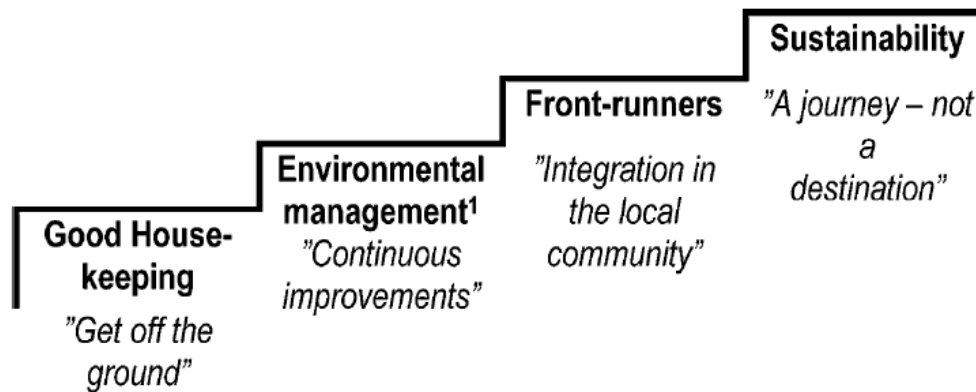 Good House-
keeping
”Get off the
ground”
Environmental
management¹
”Continuous
improvements”
Front-runners
”Integration in
the local
community”
Sustainability
”A journey – not
a
destination”